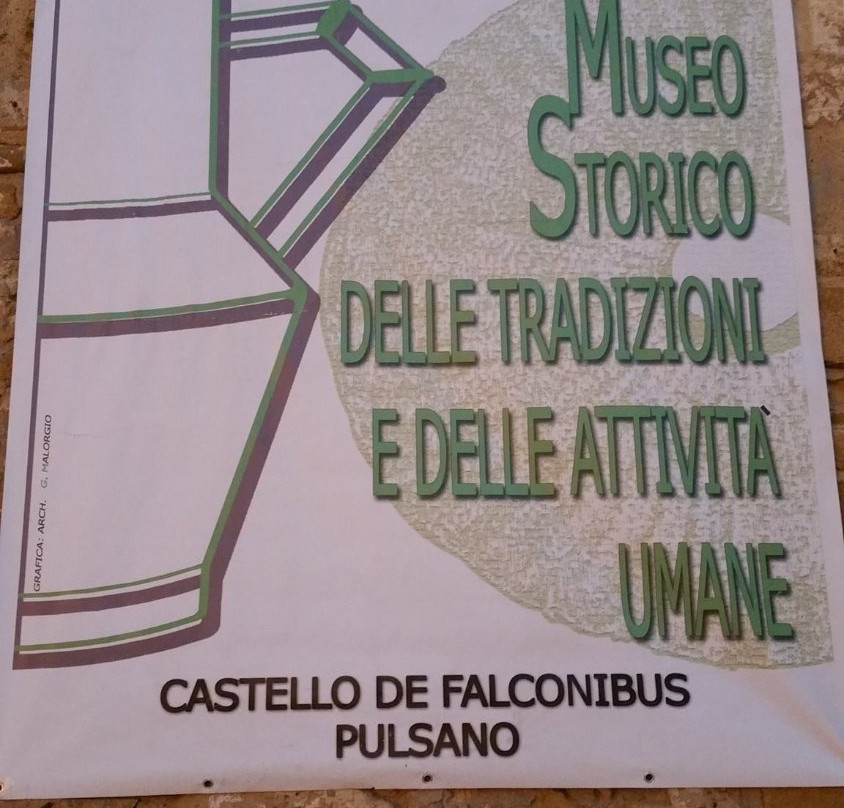 MUSEO
STORICO
DELLE TRADIZIONI
E DELLE ATTIVITÀ
UMANE
GRAFICA: ARCH. G. MALORGIO
CASTELLO DE FALCONIBUS
PULSANO